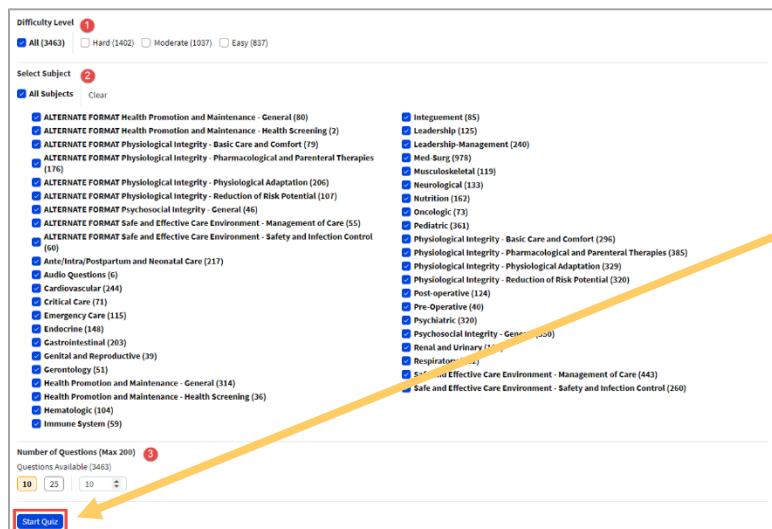 Difficulty Level 1
All (3463) Hard (1402) Moderate (1037) Easy (837)
Select Subject 2
All Subjects Clear
ALTERNATE FORMAT Health Promotion and Maintenance - General (80)
ALTERNATE FORMAT Health Promotion and Maintenance - Health Screening (2)
ALTERNATE FORMAT Physiological Integrity - Basic Care and Comfort (79)
ALTERNATE FORMAT Physiological Integrity - Pharmacological and Parenteral Therapies
(176)
ALTERNATE FORMAT Physiological Integrity - Physiological Adaptation (206)
ALTERNATE FORMAT Physiological Integrity - Reduction of Risk Potential (107)
ALTERNATE FORMAT Psychosocial Integrity - General (46)
ALTERNATE FORMAT Safe and Effective Care Environment - Management of Care (55)
ALTERNATE FORMAT Safe and Effective Care Environment - Safety and Infection Control
(60)
Ante/Intra/Postpartum and Neonatal Care (217)
Audio Questions (6)
Cardiovascular (244)
Critical Care (71)
Emergency Care (115)
Endocrine (148)
Gastrointestinal (203)
Genital and Reproductive (39)
Gerontology (51)
Health Promotion and Maintenance - General (314)
Health Promotion and Maintenance - Health Screening (36)
Hematologic (104)
Immune System (59)
Integuement (85)
Leadership (125)
Leadership-Management (240)
Med-Surg (978)
Musculoskeletal (119)
Neurological (133)
Nutrition (162)
Oncologic (73)
Pediatric (361)
Physiological Integrity - Basic Care and Comfort (296)
Physiological Integrity - Pharmacological and Parenteral Therapies (385)
Physiological Integrity - Physiological Adaptation (329)
Physiological Integrity - Reduction of Risk Potential (320)
Post-operative (124)
Pre-Operative (40)
Psychiatric (320)
Psychosocial Integrity -
Renal and Urinary
Safe and Effective Care Environment - Management of Care (443)
Safe and Effective Care Environment - Safety and Infection Control (260)
Number of Questions (Max 200) 3
Questions Available (3463)
10 25 10
Start Quiz